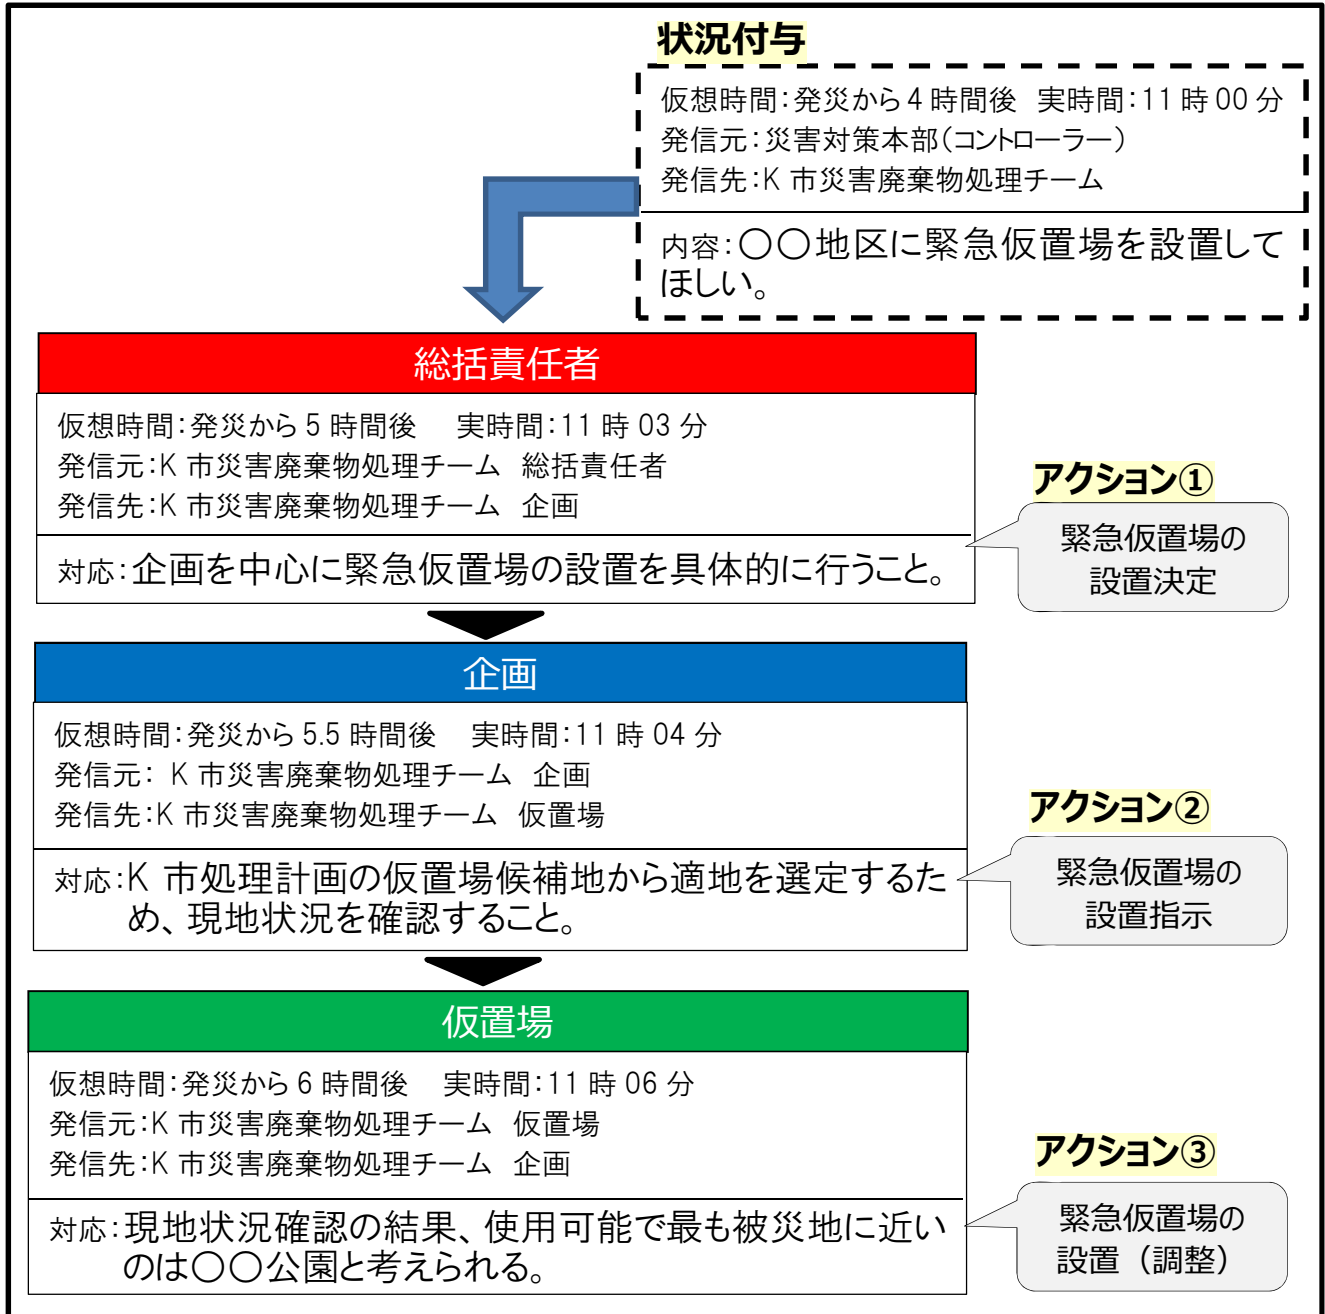 状況付与
仮想時間：発災から4時間後　実時間：11時00分
発信元：災害対策本部（コントローラー）
発信先：K市災害廃棄物処理チーム
内容：〇〇地区に緊急仮置場を設置して
ほしい。
総括責任者
仮想時間：発災から5時間後　実時間：11時03分
発信元：K市災害廃棄物処理チーム　総括責任者
発信先：K市災害廃棄物処理チーム　企画
対応：企画を中心に緊急仮置場の設置を具体的に行うこと。
アクション①
緊急仮置場の
設置決定
企画
仮想時間：発災から5.5時間後　実時間：11時04分
発信元：K市災害廃棄物処理チーム　企画
発信先：K市災害廃棄物処理チーム　仮置場
対応：K市処理計画の仮置場候補地から適地を選定するた
め、現地状況を確認すること。
アクション②
緊急仮置場の
設置指示
仮置場
仮想時間：発災から6時間後　実時間：11時06分
発信元：K市災害廃棄物処理チーム　仮置場
発信先：K市災害廃棄物処理チーム　企画
対応：現地状況確認の結果、使用可能で最も被災地に近い
のは〇〇公園と考えられる。
アクション③
緊急仮置場の
設置（調整）